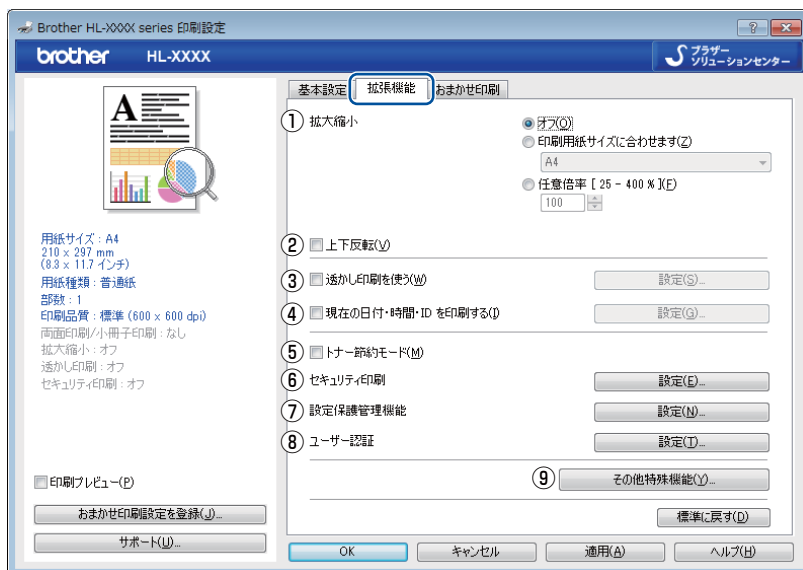 Brother HL-XXXX series 印刷設定
brother HL-XXXX
ブラザー
ソリューションセンター
基本設定 拡張機能 おまかせ印刷
A
用紙サイズ : A4
210 x 297 mm
(8.3 x 11.7 インチ)
用紙種類 : 普通紙
部数 : 1
印刷品質 : 標準 (600 x 600 dpi)
両面印刷/小冊子印刷 : なし
拡大縮小 : オフ
透かし印刷 : オフ
セキュリティ印刷 : オフ
印刷プレビュー(P)
おまかせ印刷設定を登録(J)...
サポート(U)...
① 拡大縮小
オフ(O)
印刷用紙サイズに合わせます(Z)
A4
任意倍率 [ 25 - 400 % ](F)
100
② 上下反転(V)
③ 透かし印刷を使う(W) 設定(S)...
④ 現在の日付・時間・ID を印刷する(I) 設定(G)...
⑤ トナー節約モード(M)
⑥ セキュリティ印刷 設定(E)...
⑦ 設定保護管理機能 設定(N)...
⑧ ユーザー認証 設定(T)...
⑨ その他特殊機能(Y)...
標準に戻す(D)
OK キャンセル 適用(A) ヘルプ(H)